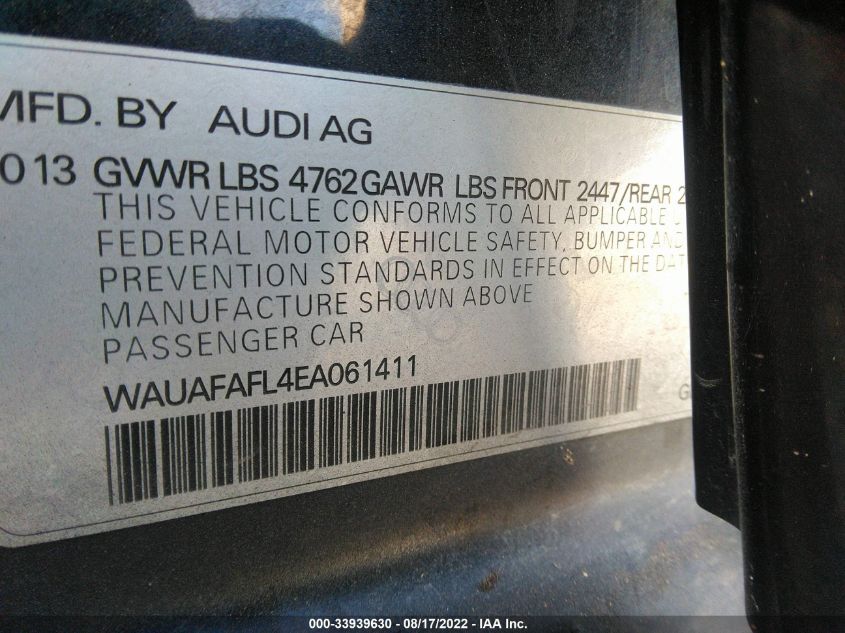 MFD. BY AUDI AG
013 GVWR LBS 4762 GAWR LBS FRONT 2447/REAR 2
THIS VEHICLE CONFORMS TO ALL APPLICABLE U
FEDERAL MOTOR VEHICLE SAFETY, BUMPER AND
PREVENTION STANDARDS IN EFFECT ON THE DAT
MANUFACTURE SHOWN ABOVE
PASSENGER CAR
WAUAFAFL4EA061411
G
000-33939630 - 08/17/2022 - IAA Inc.